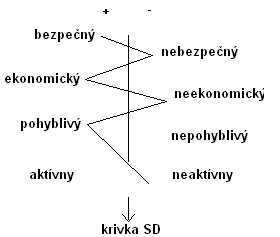 + -
bezpečný
nebezpečný
ekonomický
neekonomický
pohyblivý
nepohyblivý
aktívny neaktívny
krivka SD